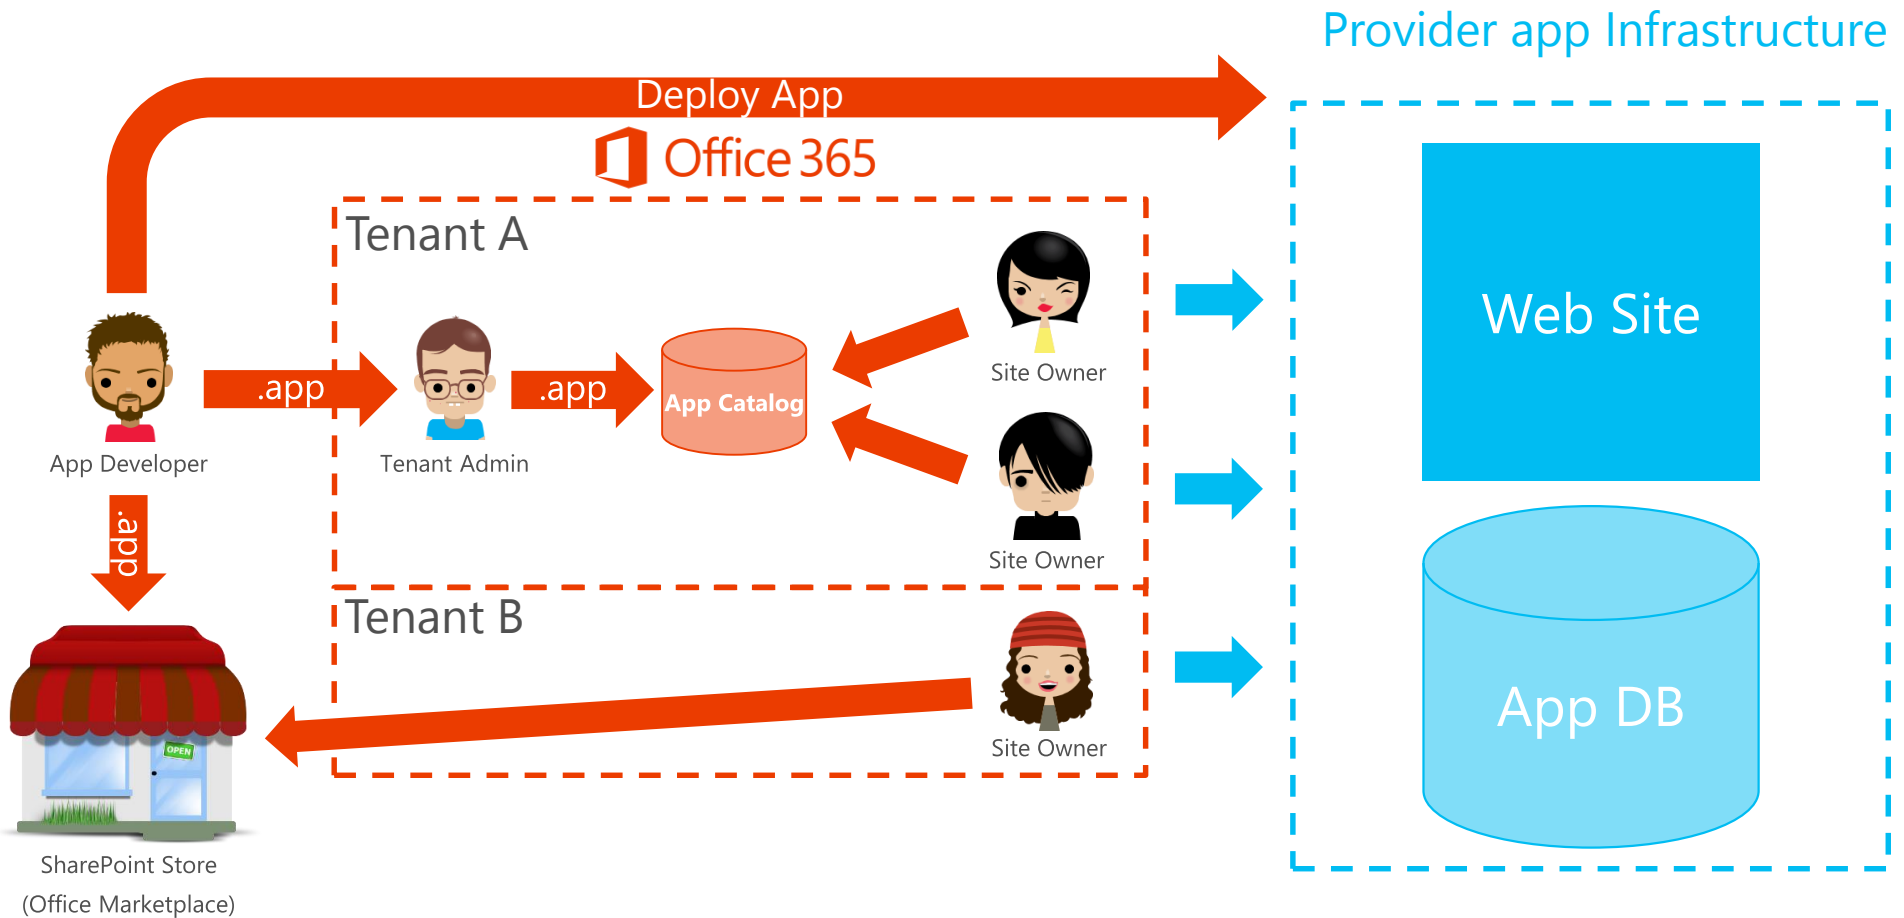 Provider app Infrastructure
Deploy App
Office 365
Tenant A
Site Owner
.app
.app
App Catalog
App Developer
Tenant Admin
.app
Site Owner
Tenant B
Site Owner
OPEN
SharePoint Store
(Office Marketplace)
Web Site
App DB